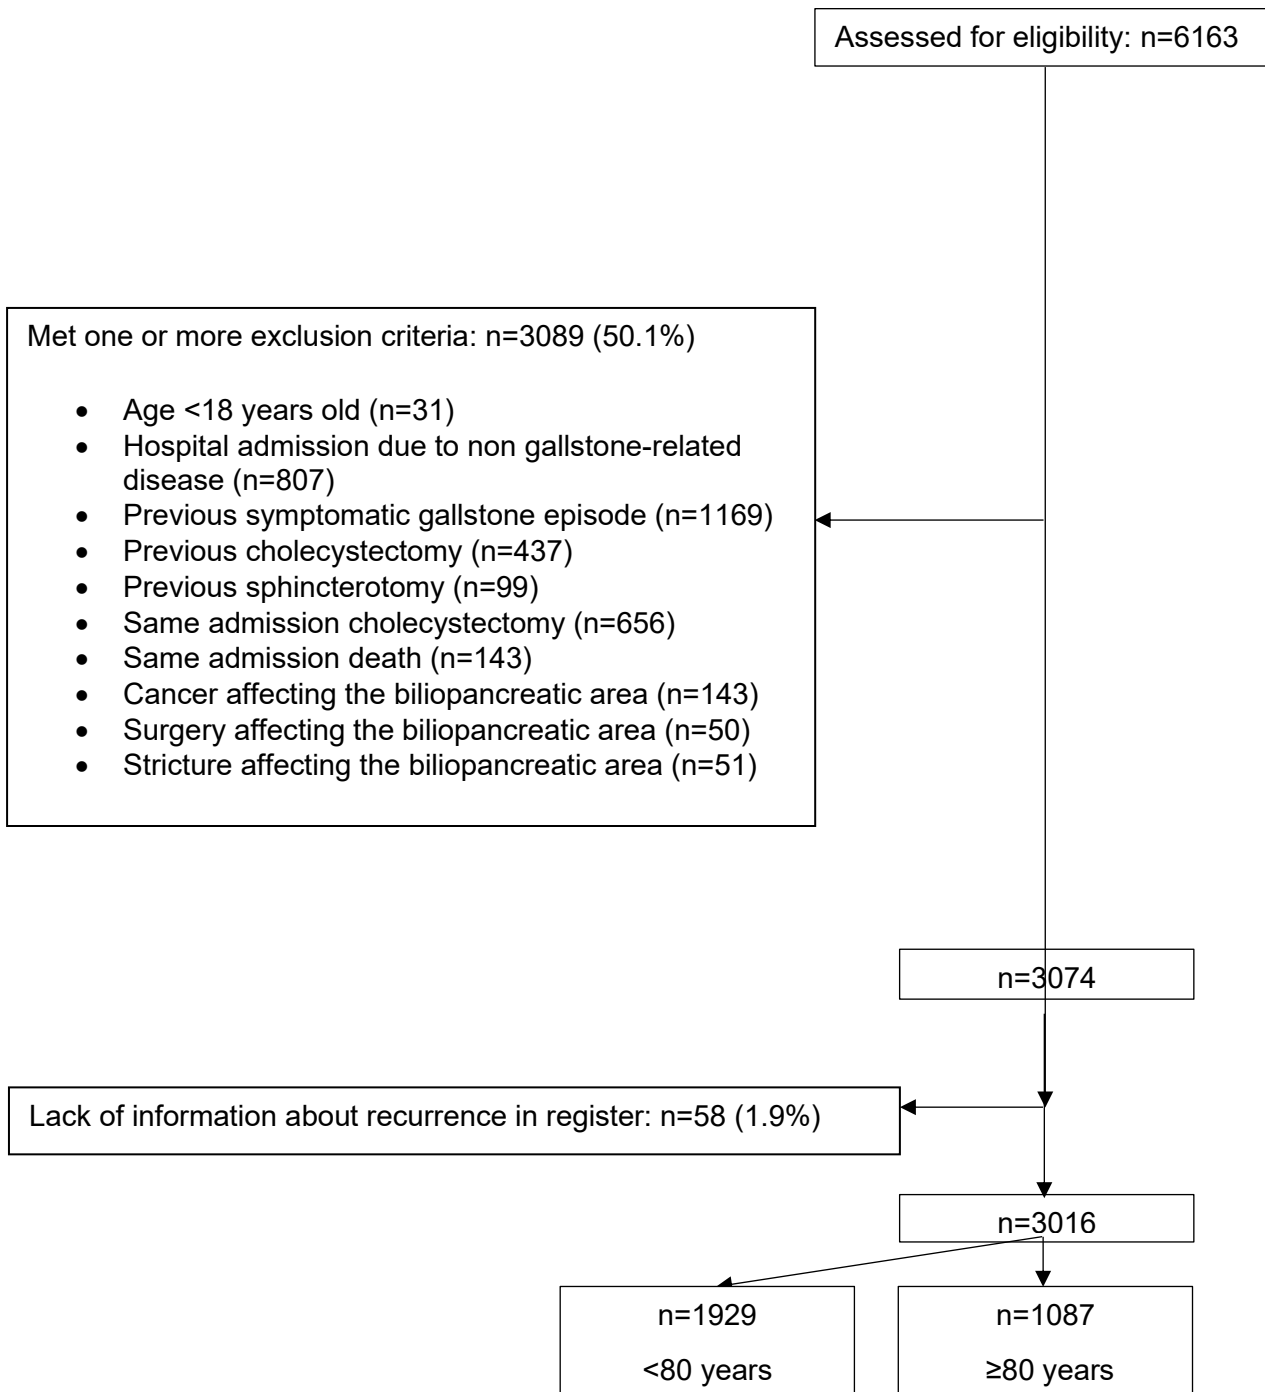 Assessed for eligibility: n=6163
Met one or more exclusion criteria: n=3089 (50.1%)
• Age <18 years old (n=31)
• Hospital admission due to non gallstone-related
disease (n=807)
• Previous symptomatic gallstone episode (n=1169)
• Previous cholecystectomy (n=437)
• Previous sphincterotomy (n=99)
• Same admission cholecystectomy (n=656)
• Same admission death (n=143)
• Cancer affecting the biliopancreatic area (n=143)
• Surgery affecting the biliopancreatic area (n=50)
• Stricture affecting the biliopancreatic area (n=51)
n=3074
Lack of information about recurrence in register: n=58 (1.9%)
n=3016
n=1929
<80 years
n=1087
≥80 years